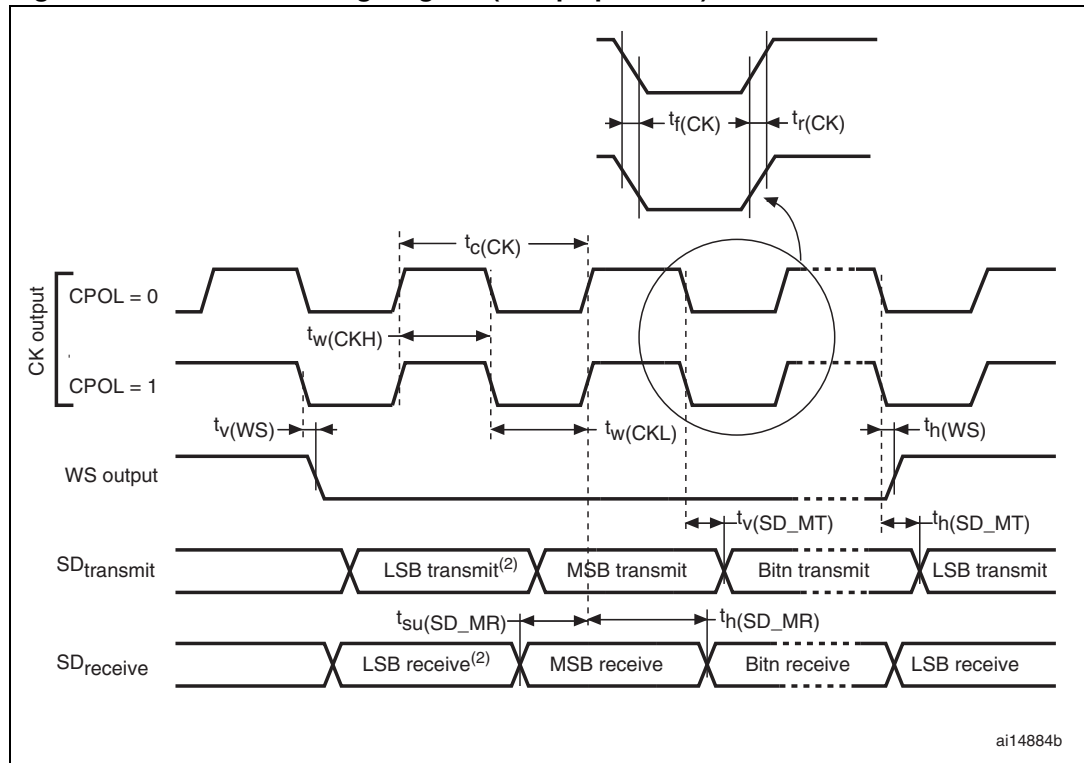 tf(CK)
tr(CK)
tc(CK)
CK output
CPOL = 0
tw(CKH)
CPOL = 1
tv(WS)
tw(CKL)
th(WS)
WS output
tv(SD_MT)
th(SD_MT)
SDtransmit
LSB transmit(2)
MSB transmit
Bitn transmit
LSB transmit
tsu(SD_MR)
th(SD_MR)
SDreceive
LSB receive(2)
MSB receive
Bitn receive
LSB receive
ai14884b